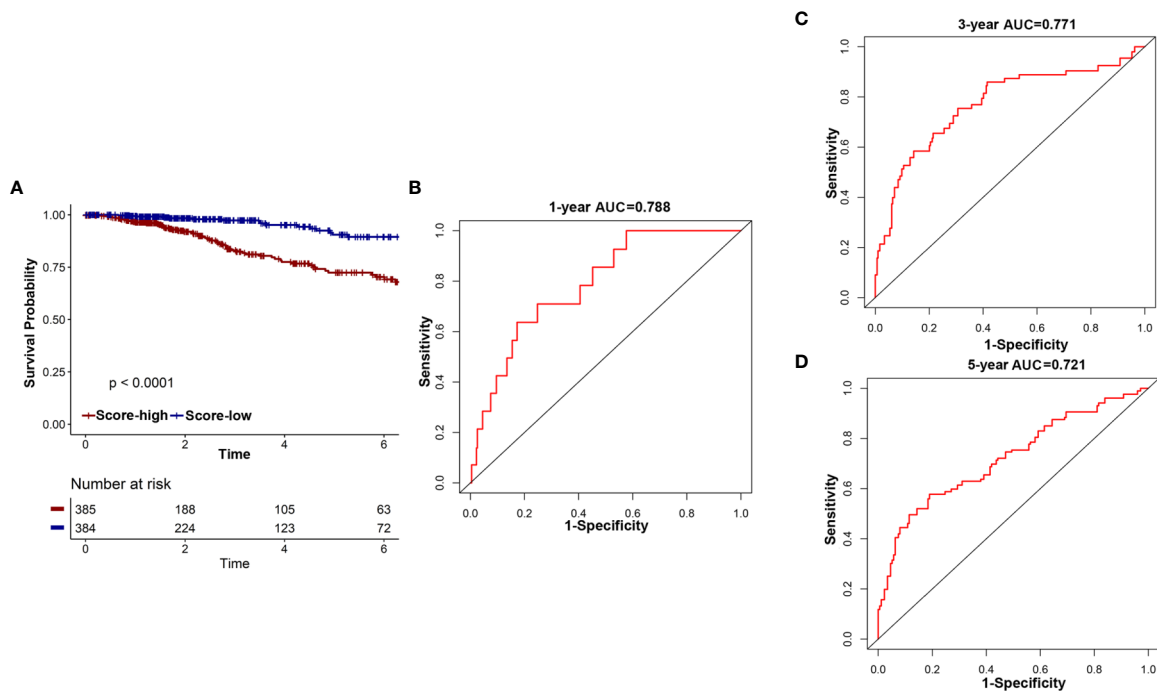 A
1.00
0.75
0.50
0.25
0.00
Survival Probability
p < 0.0001
Score-high Score-low
0 2 4 6
Time
Number at risk
385 188 105 63
384 224 123 72
0 2 4 6
Time
B
1-year AUC=0.788
Sensitivity
1.0
0.8
0.6
0.4
0.2
0.0
0.0 0.2 0.4 0.6 0.8 1.0
1-Specificity
C
3-year AUC=0.771
Sensitivity
1.0
0.8
0.6
0.4
0.2
0.0
0.0 0.2 0.4 0.6 0.8 1.0
1-Specificity
D
5-year AUC=0.721
Sensitivity
1.0
0.8
0.6
0.4
0.2
0.0
0.0 0.2 0.4 0.6 0.8 1.0
1-Specificity